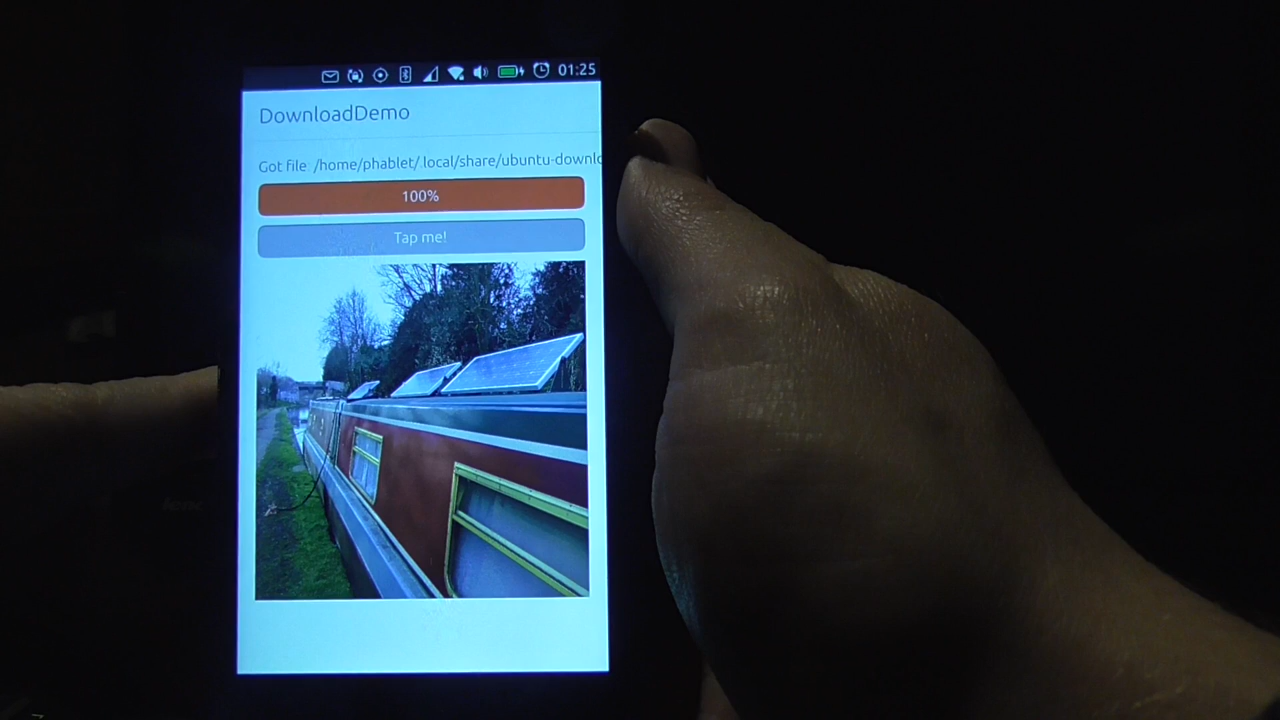 01:25
DownloadDemo
Got file: /home/phablet/.local/share/ubuntu-downlo
100%
Tap me!